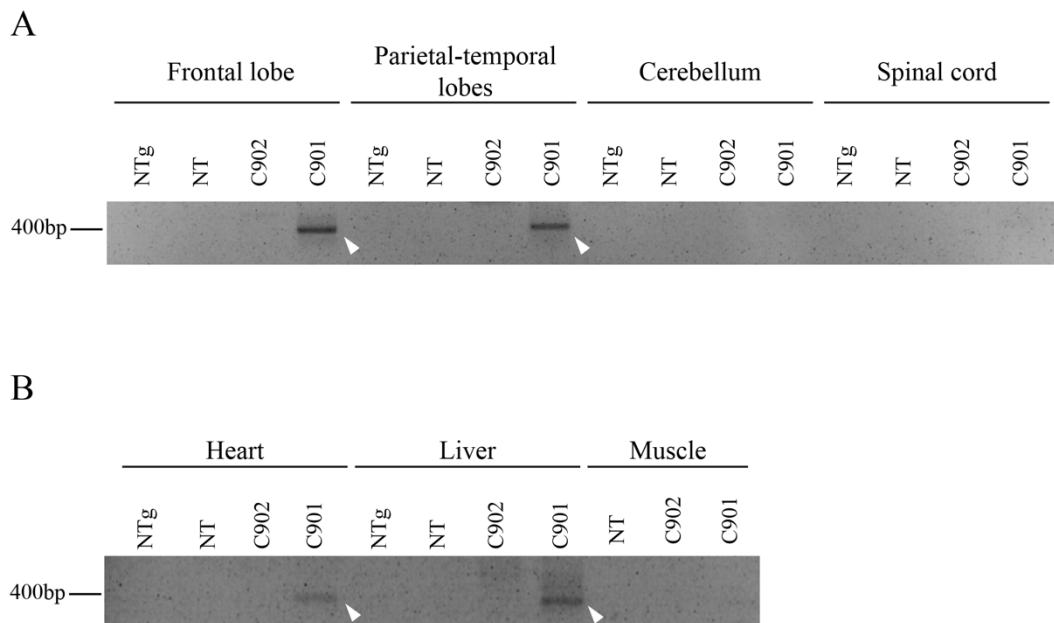 A
Frontal lobe
Parietal-temporal
lobes
Cerebellum
Spinal cord
NTg NT C902 C901 NTg NT C902 C901 NTg NT C902 C901 NTg NT C902 C901
400bp
B
Heart Liver Muscle
NTg NT C902 C901 NTg NT C902 C901 NT C902 C901
400bp